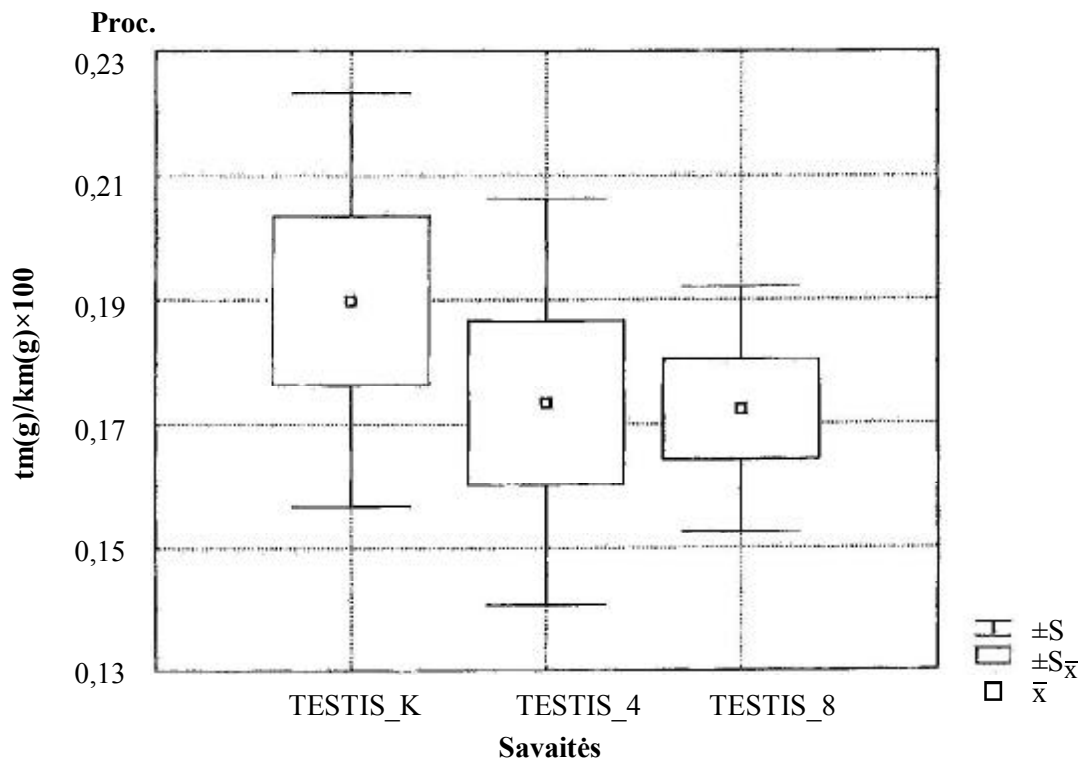 Proc.
0,23
0,21
0,19
0,17
0,15
0,13
tm(g)/km(g)×100
TESTIS_K TESTIS_4 TESTIS_8
Savaitės
±S
±Sx̅
x̅